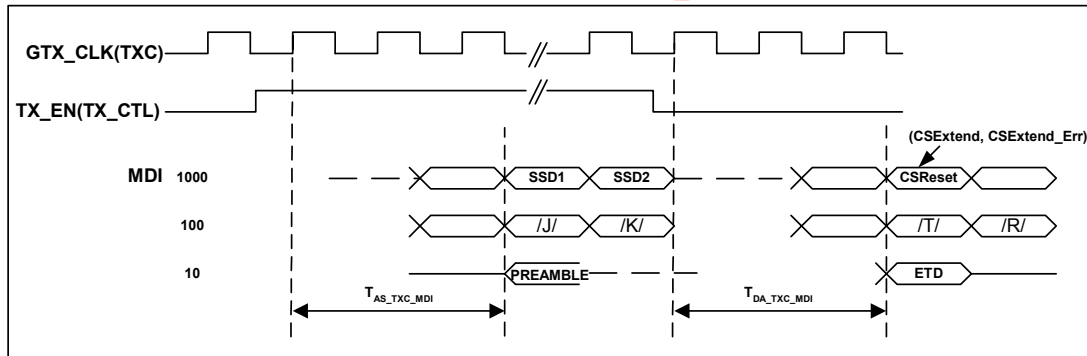 GTX_CLK(TXC)
TX_EN(TX_CTL)
(CSExtend, CSExtend_Err)
MDI 1000 SSD1 SSD2 CSReset
100 /J/ /K/ /T/ /R/
10 PREAMBLE ETD
TAS_TXC_MDI TDA_TXC_MDI